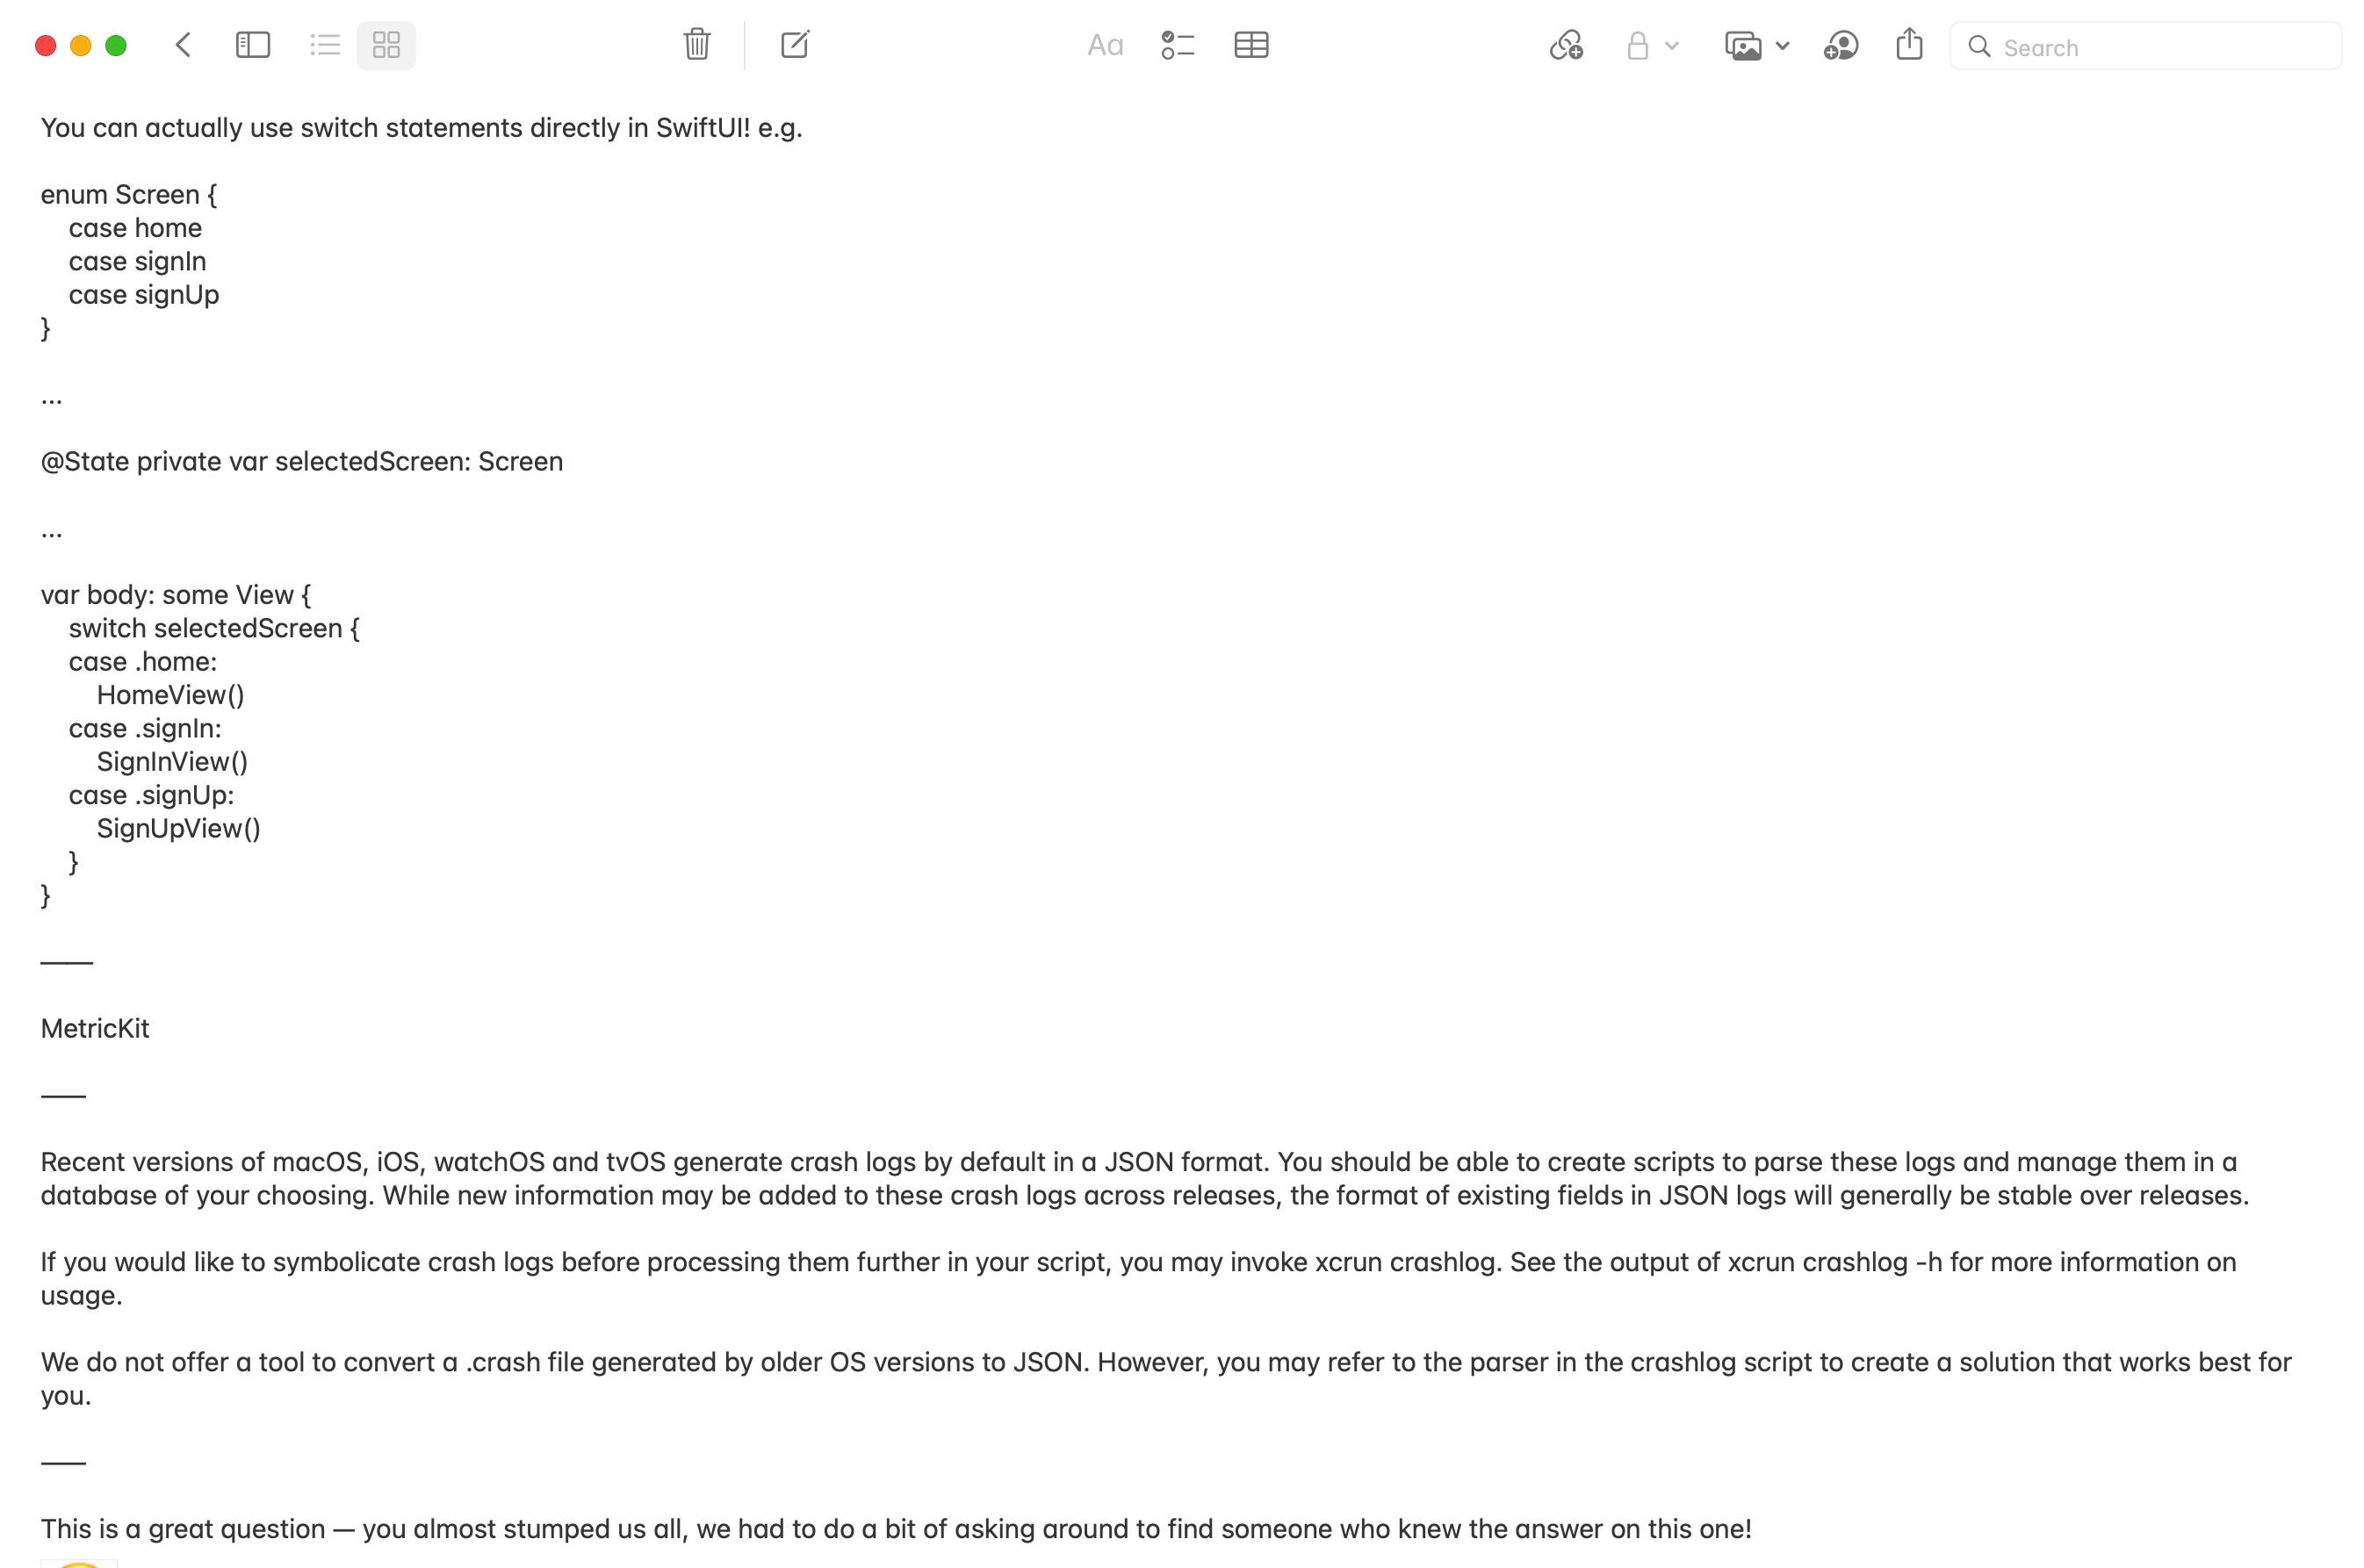 Aa
Search
You can actually use switch statements directly in SwiftUI! e.g.
enum Screen {
    case home
    case signIn
    case signUp
}
...
@State private var selectedScreen: Screen
...
var body: some View {
    switch selectedScreen {
    case .home:
        HomeView()
    case .signIn:
        SignInView()
    case .signUp:
        SignUpView()
    }
}
——
MetricKit
——
Recent versions of macOS, iOS, watchOS and tvOS generate crash logs by default in a JSON format. You should be able to create scripts to parse these logs and manage them in a
database of your choosing. While new information may be added to these crash logs across releases, the format of existing fields in JSON logs will generally be stable over releases.
If you would like to symbolicate crash logs before processing them further in your script, you may invoke xcrun crashlog. See the output of xcrun crashlog -h for more information on
usage.
We do not offer a tool to convert a .crash file generated by older OS versions to JSON. However, you may refer to the parser in the crashlog script to create a solution that works best for
you.
——
This is a great question — you almost stumped us all, we had to do a bit of asking around to find someone who knew the answer on this one!